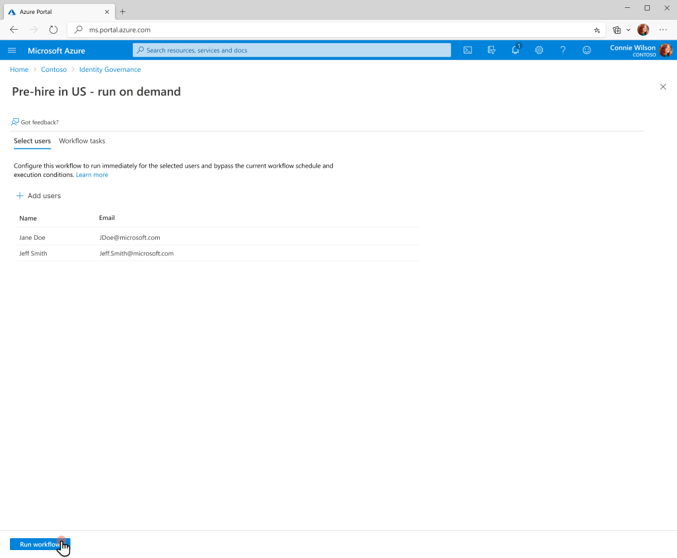 Azure Portal
ms.portal.azure.com
Microsoft Azure
Search resources, services and docs
1
Connie Wilson
CONTOSO
Home > Contoso > Identity Governance
Pre-hire in US - run on demand
Got feedback?
Select users Workflow tasks
Configure this workflow to run immediately for the selected users and bypass the current workflow schedule and
execution conditions. Learn more
+ Add users
Name Email
Jane Doe JDoe@microsoft.com
Jeff Smith Jeff.Smith@microsoft.com
Run workflow